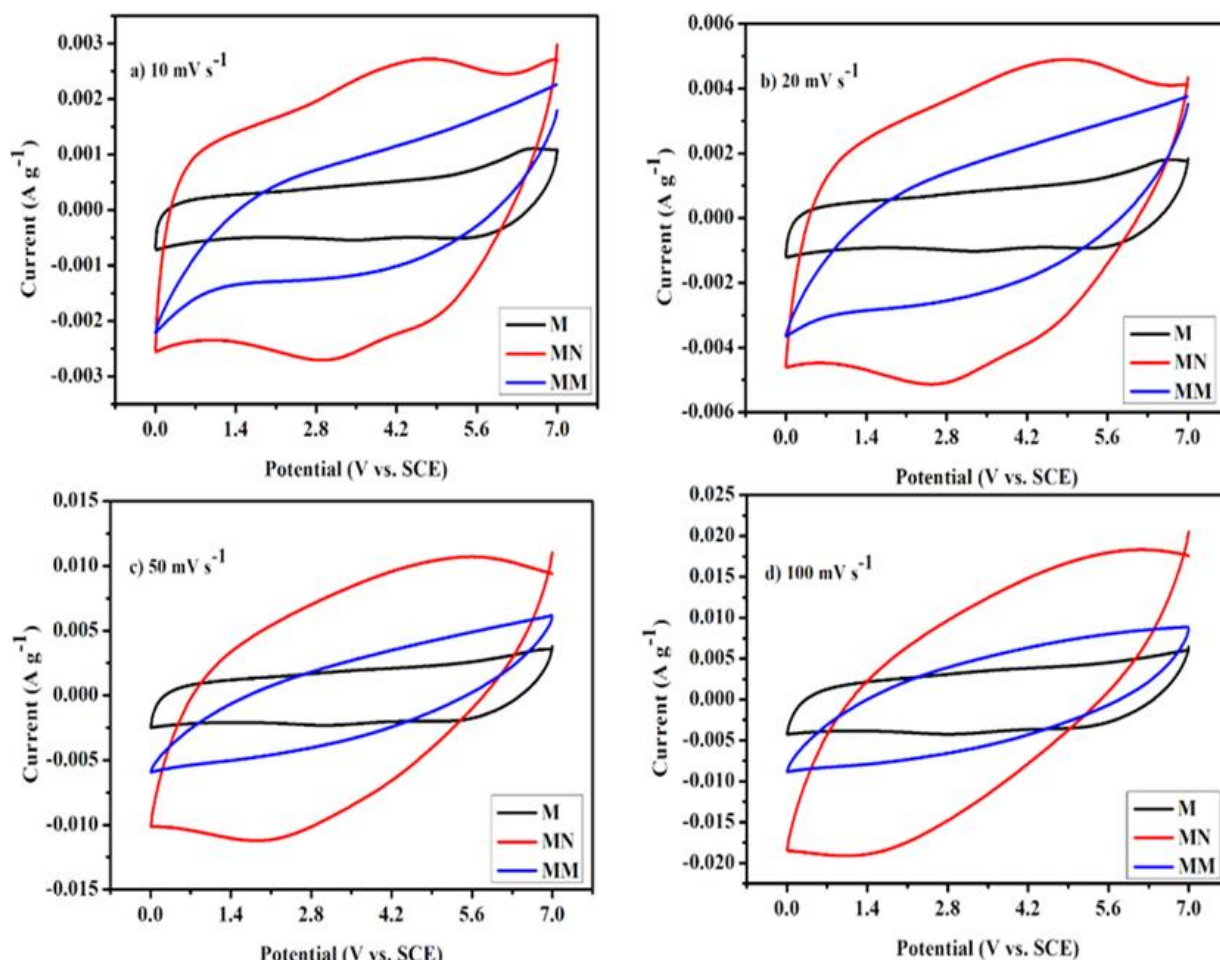 a) 10 mV s⁻¹
0.003
0.002
0.001
0.000
-0.001
-0.002
-0.003
Current (A g⁻¹)
M
MN
MM
0.0 1.4 2.8 4.2 5.6 7.0
Potential (V vs. SCE)
b) 20 mV s⁻¹
0.006
0.004
0.002
0.000
-0.002
-0.004
-0.006
Current (A g⁻¹)
M
MN
MM
0.0 1.4 2.8 4.2 5.6 7.0
Potential (V vs. SCE)
c) 50 mV s⁻¹
0.015
0.010
0.005
0.000
-0.005
-0.010
-0.015
Current (A g⁻¹)
M
MN
MM
0.0 1.4 2.8 4.2 5.6 7.0
Potential (V vs. SCE)
d) 100 mV s⁻¹
0.025
0.020
0.015
0.010
0.005
0.000
-0.005
-0.010
-0.015
-0.020
Current (A g⁻¹)
M
MN
MM
0.0 1.4 2.8 4.2 5.6 7.0
Potential (V vs. SCE)